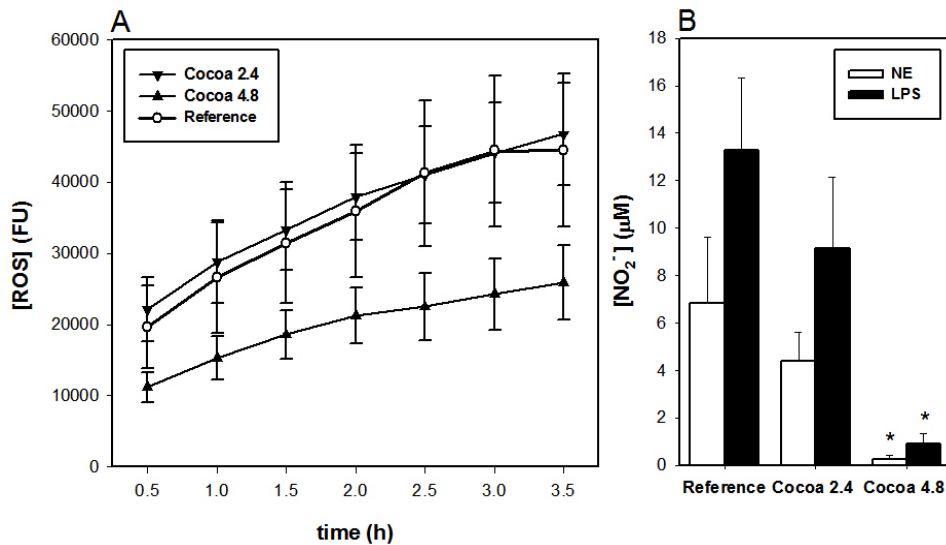 A
[ROS] (FU)
60000
50000
40000
30000
20000
10000
0
Cocoa 2.4
Cocoa 4.8
Reference
0.5 1.0 1.5 2.0 2.5 3.0 3.5
time (h)
B
[NO₂⁻] (µM)
18
16
14
12
10
8
6
4
2
0
NE
LPS
* *
Reference Cocoa 2.4 Cocoa 4.8